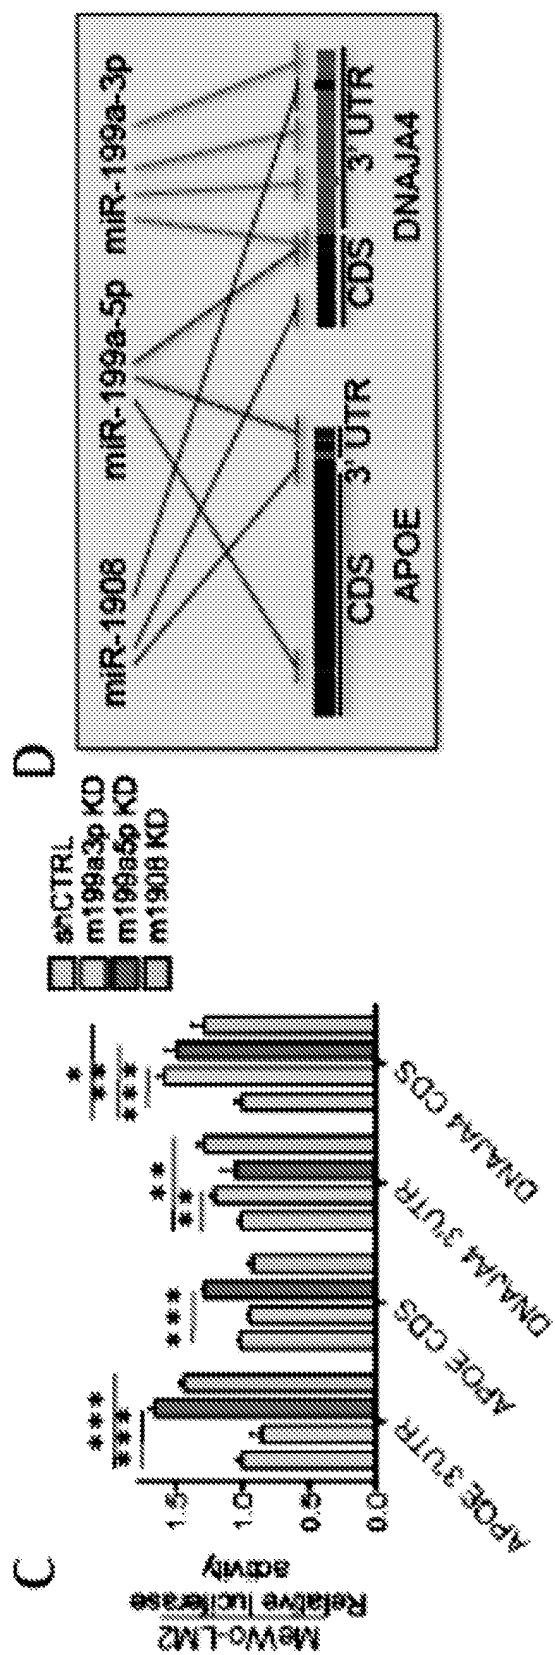 C
MeWo-LM2
Relative luciferase
activity
1.5
1.0
0.5
0.0
***
***
***
**
**
*
**
***
APOE 3'UTR
APOE CDS
DNAJA4 3'UTR
DNAJA4 CDS
shCTRL
m199a3p KD
m199a5p KD
m1908 KD
D
miR-1908 miR-199a-5p miR-199a-3p
CDS 3' UTR CDS 3' UTR
APOE DNAJA4